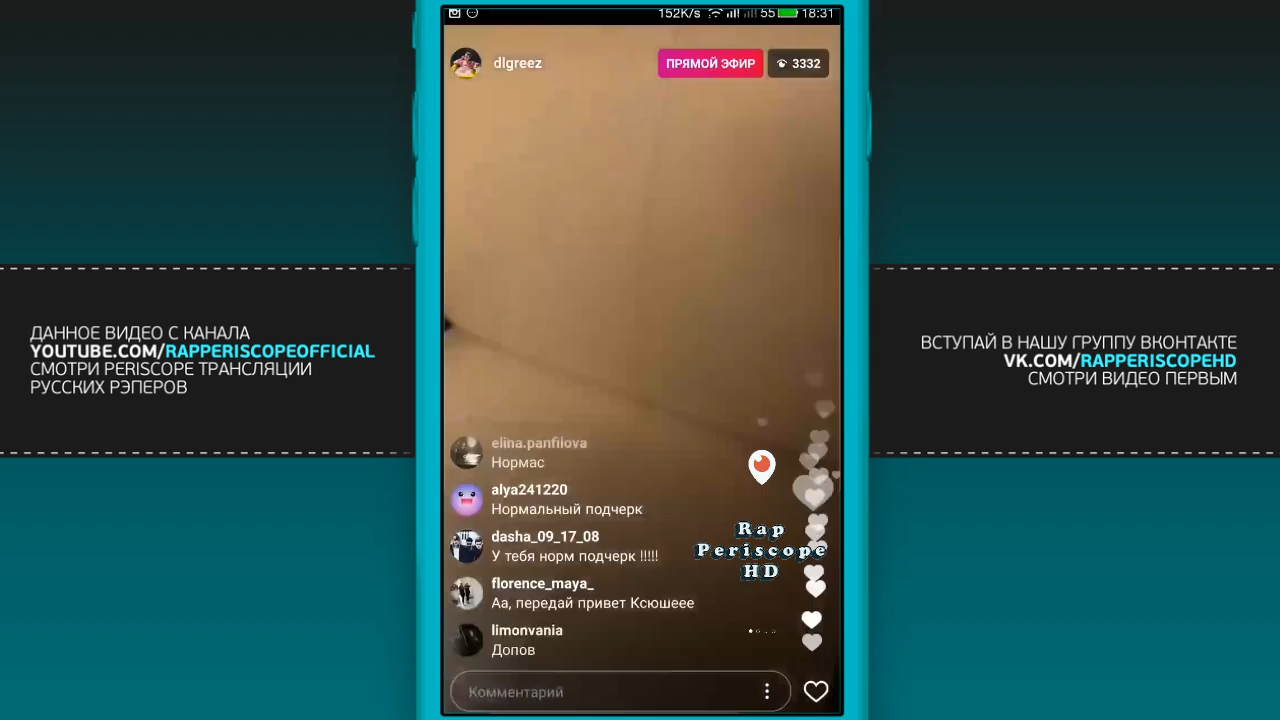 152K/s 55 18:31
dlgreez
ПРЯМОЙ ЭФИР 3332
ДАННОЕ ВИДЕО С КАНАЛА
YOUTUBE.COM/RAPPERISCOPEOFFICIAL
СМОТРИ PERISCOPE ТРАНСЛЯЦИИ
РУССКИХ РЭПЕРОВ
ВСТУПАЙ В НАШУ ГРУППУ ВКОНТАКТЕ
VK.COM/RAPPERISCOPEHD
СМОТРИ ВИДЕО ПЕРВЫМ
elina.panfilova
Нормас
alya241220
Нормальный подчерк
dasha_09_17_08
У тебя норм подчерк !!!!!
florence_maya_
Аа, передай привет Ксюшеее
limonvania
Допов
Rap
Periscope
HD
Комментарий